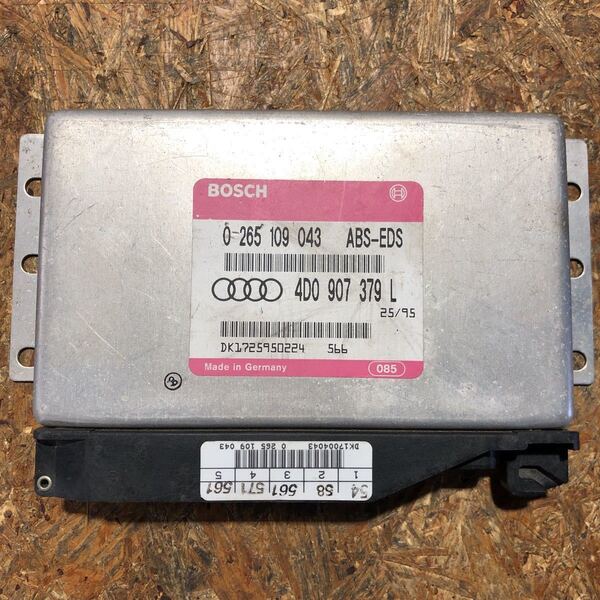 BOSCH
0 265 109 043 ABS-EDS
4D0 907 379 L
25/95
DK1725950224 566
Made in Germany 085
DK17004043 0 265 109 043
1 2 3 4 5
54 58 561 571 561